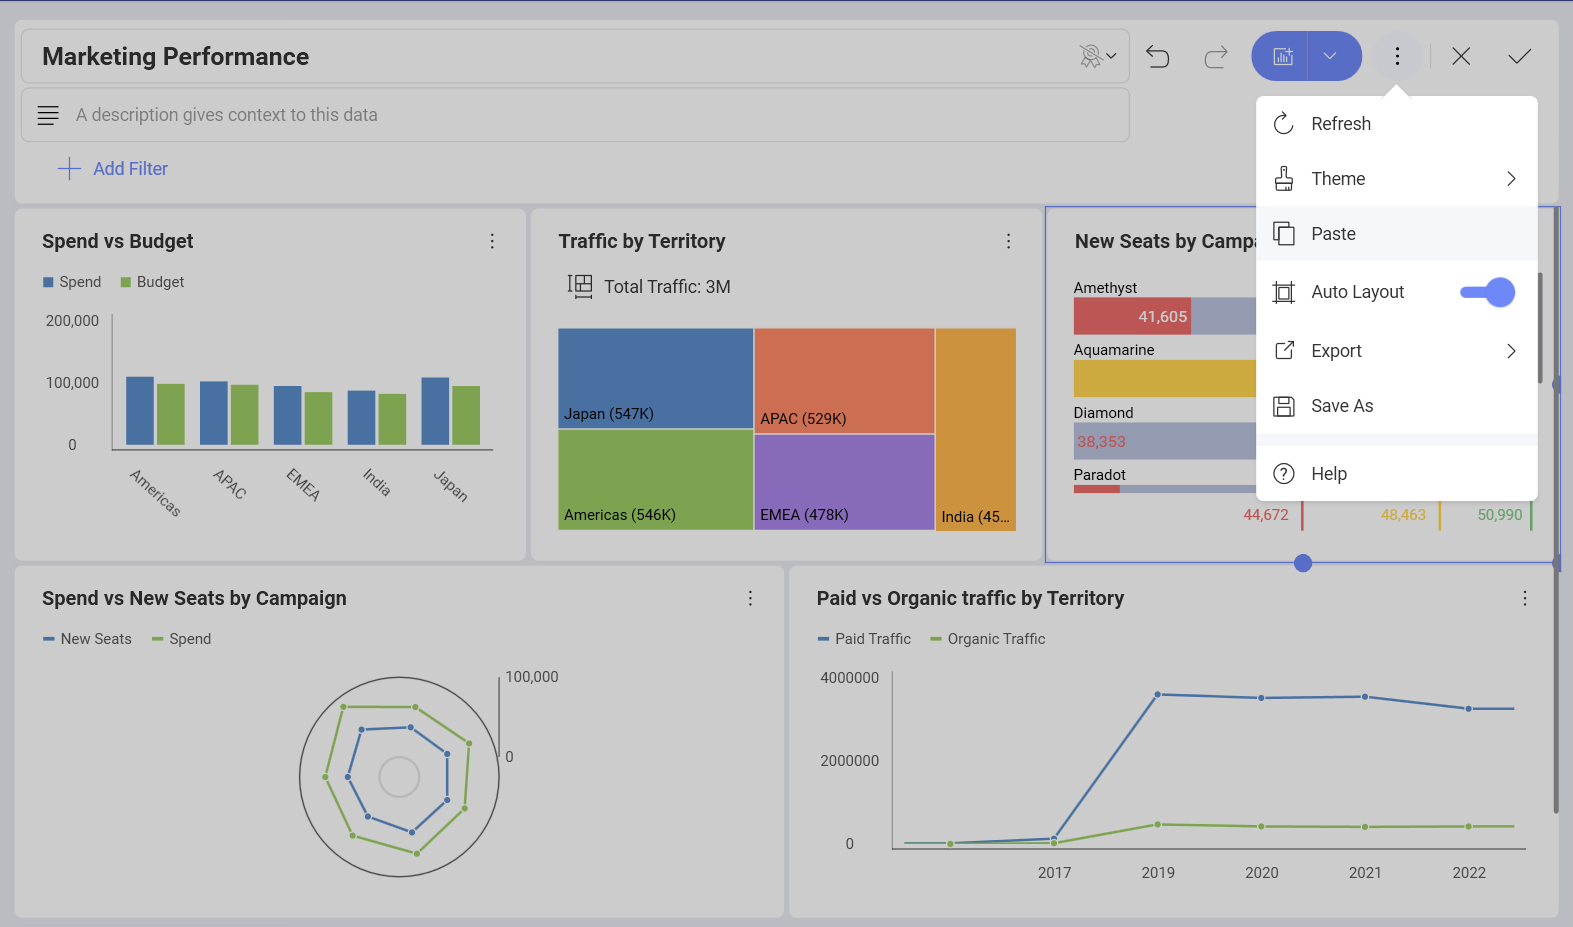 Marketing Performance
A description gives context to this data
Add Filter
Refresh
Theme
Paste
Auto Layout
Export
Save As
Help
Spend vs Budget
Spend Budget
200,000
100,000
0
Americas APAC EMEA India Japan
Traffic by Territory
Total Traffic: 3M
Japan (547K)
APAC (529K)
Americas (546K)
EMEA (478K)
India (45...
New Seats by Campa
Amethyst
41,605
Aquamarine
Diamond
38,353
Paradot
44,672 48,463 50,990
Spend vs New Seats by Campaign
New Seats Spend
100,000
0
Paid vs Organic traffic by Territory
Paid Traffic Organic Traffic
4000000
2000000
0
2017 2019 2020 2021 2022